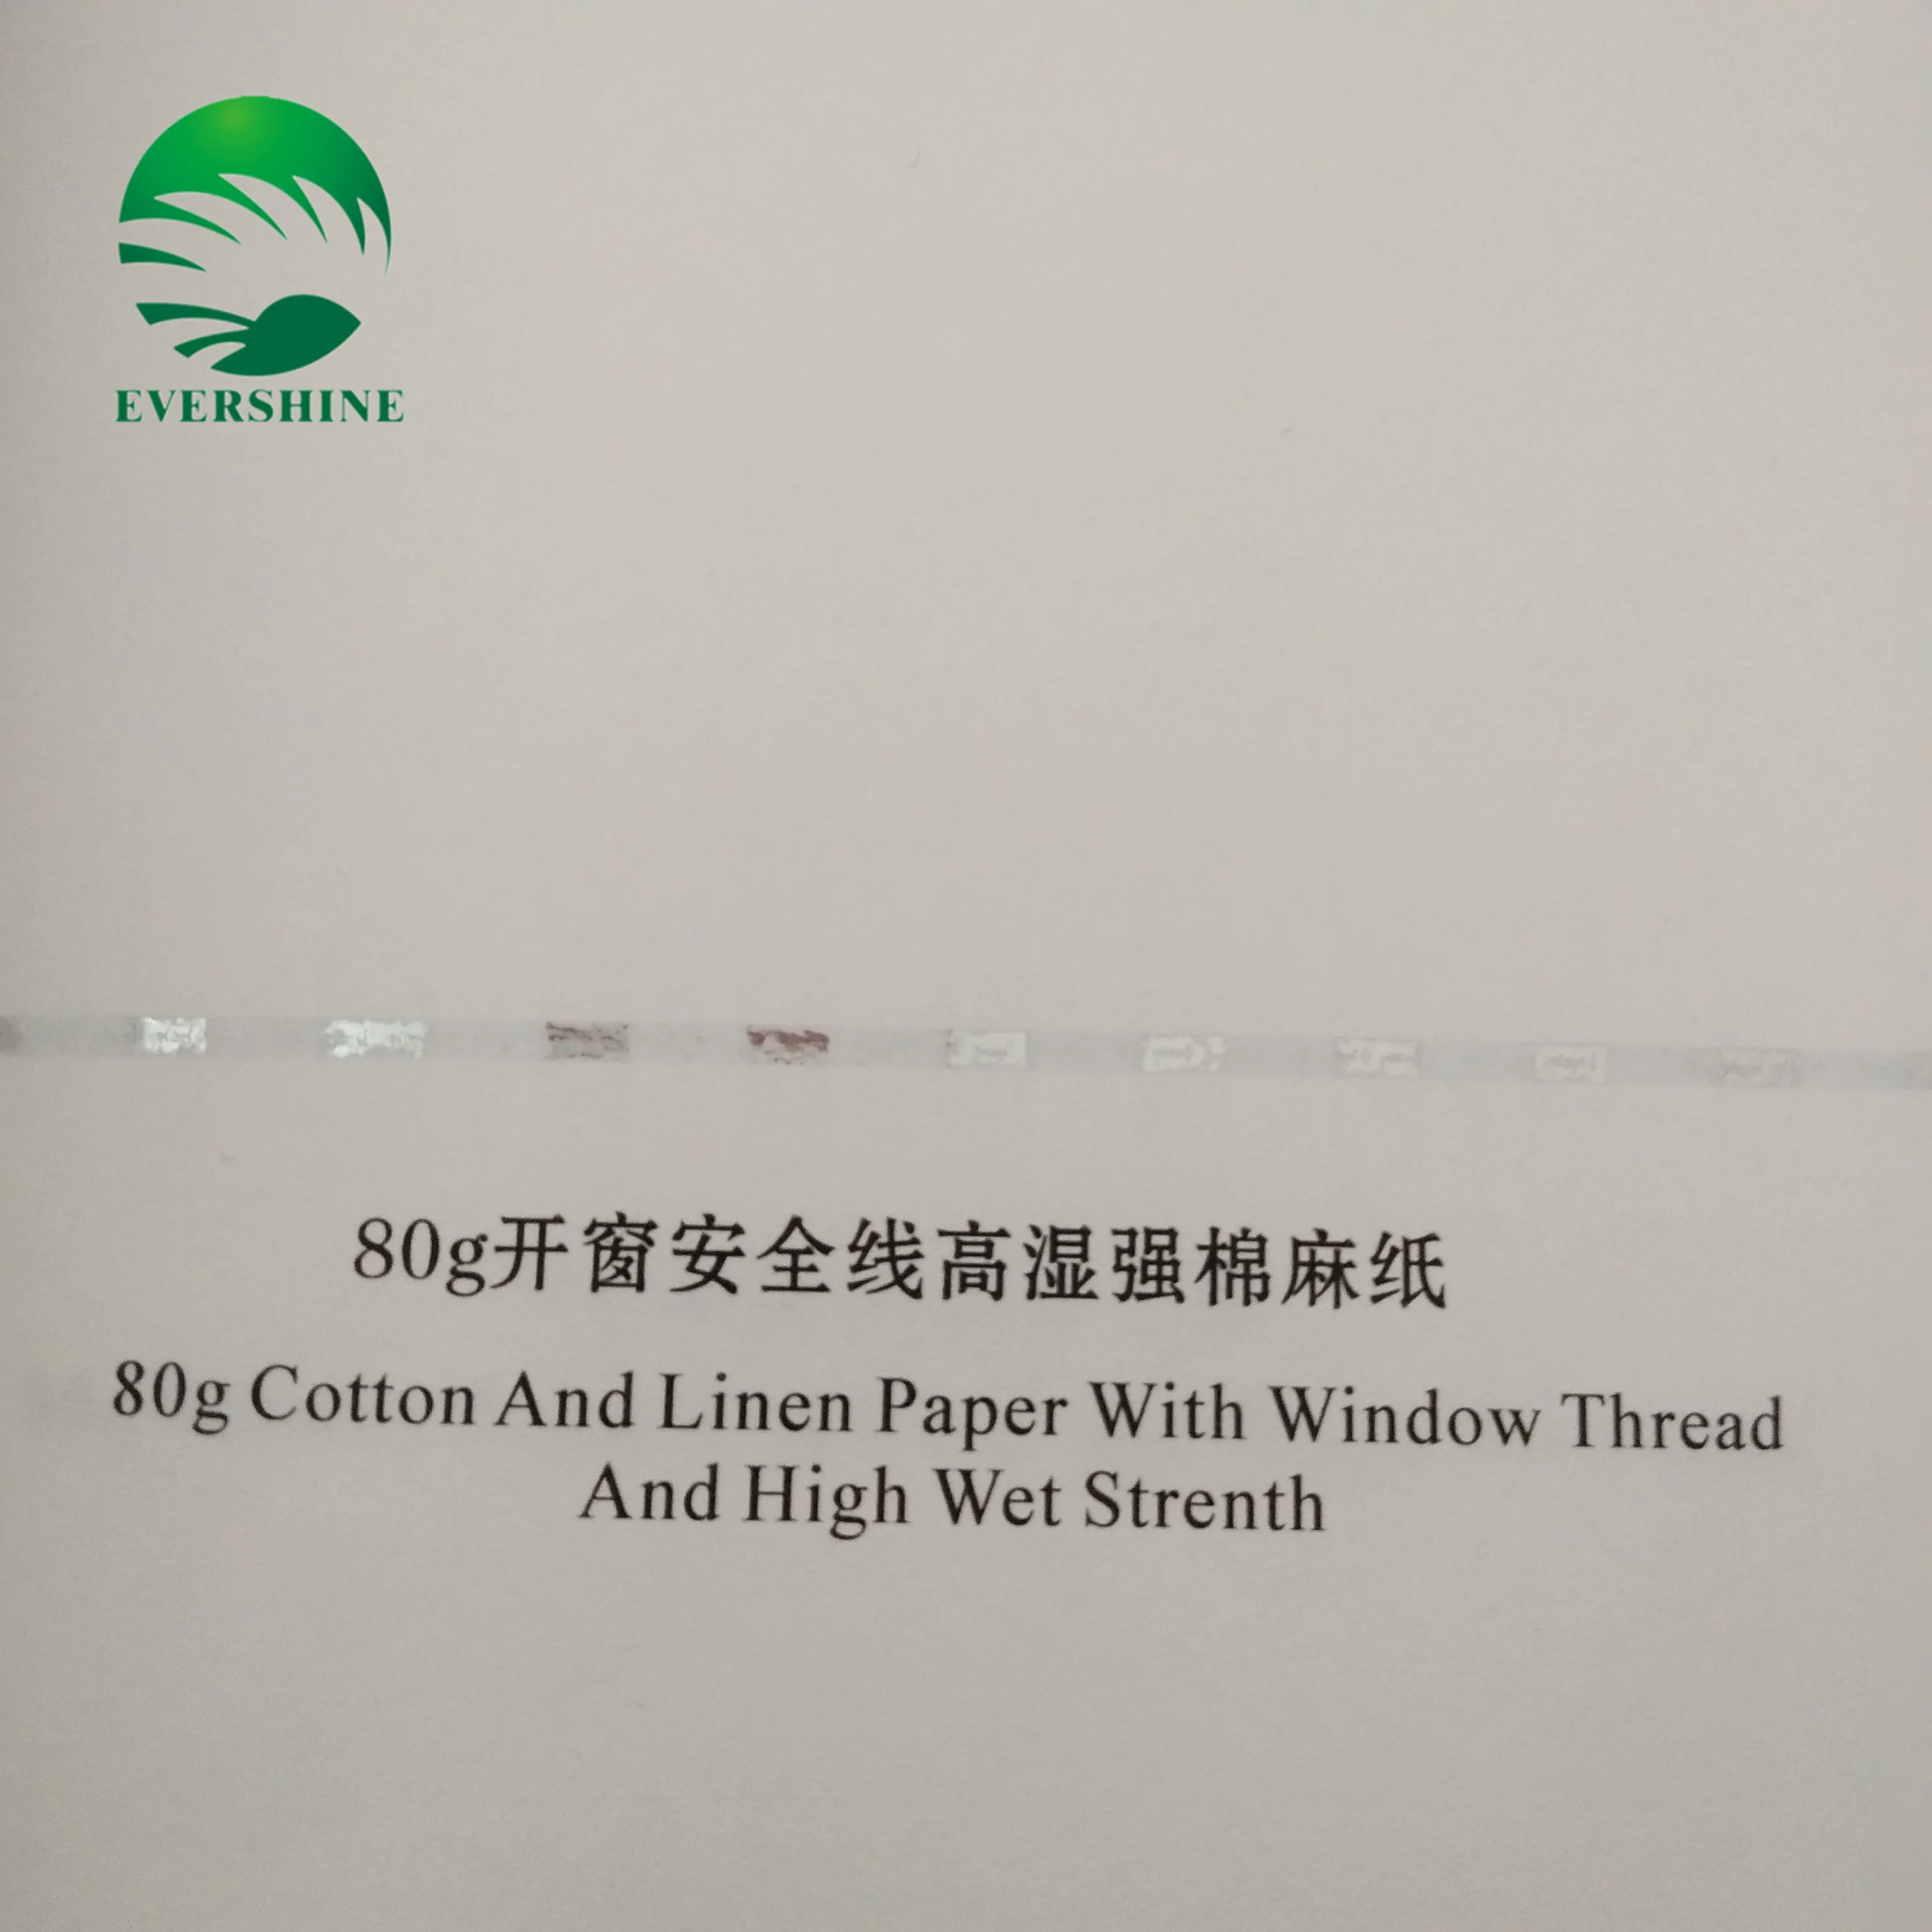 EVERSHINE
80g开窗安全线高湿强棉麻纸
80g Cotton And Linen Paper With Window Thread
And High Wet Strenth